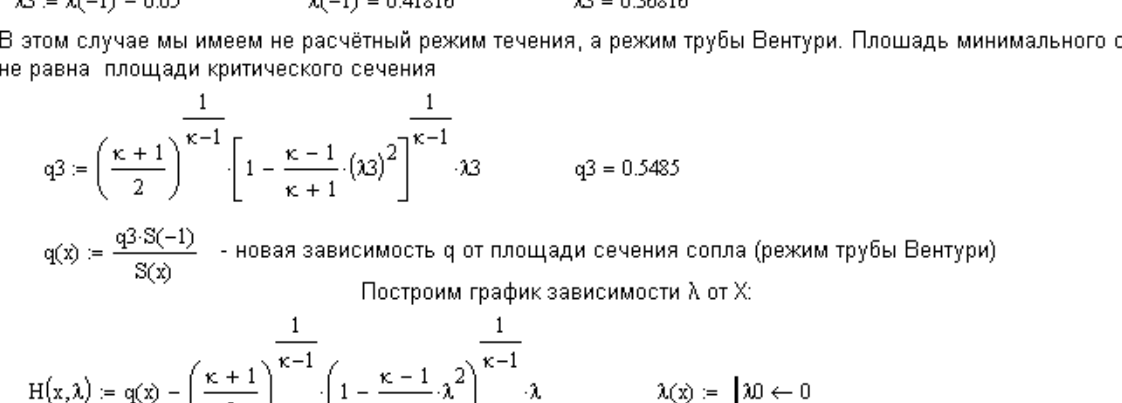 λ3 := λ(−1) − 0.05 λ(−1) = 0.41816 λ3 = 0.36816
В этом случае мы имеем не расчётный режим течения, а режим трубы Вентури. Плошадь минимального
не равна площади критического сечения
q3 := ((κ + 1)/2)^(1/(κ−1)) · [1 − (κ − 1)/(κ + 1) · (λ3)^2]^(1/(κ−1)) · λ3 q3 = 0.5485
q(x) := q3·S(−1)/S(x) - новая зависимость q от площади сечения сопла (режим трубы Вентури)
Построим график зависимости λ от X:
H(x,λ) := q(x) − ((κ + 1)/2)^(1/(κ−1)) · (1 − (κ − 1) · λ^2)^(1/(κ−1)) · λ λ(x) := | λ0 ← 0